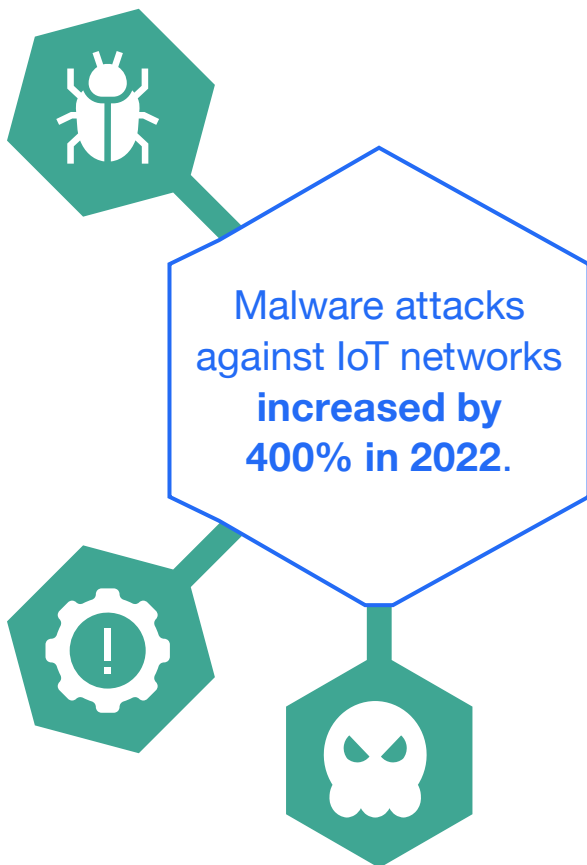 Malware attacks
against IoT networks
increased by
400% in 2022.